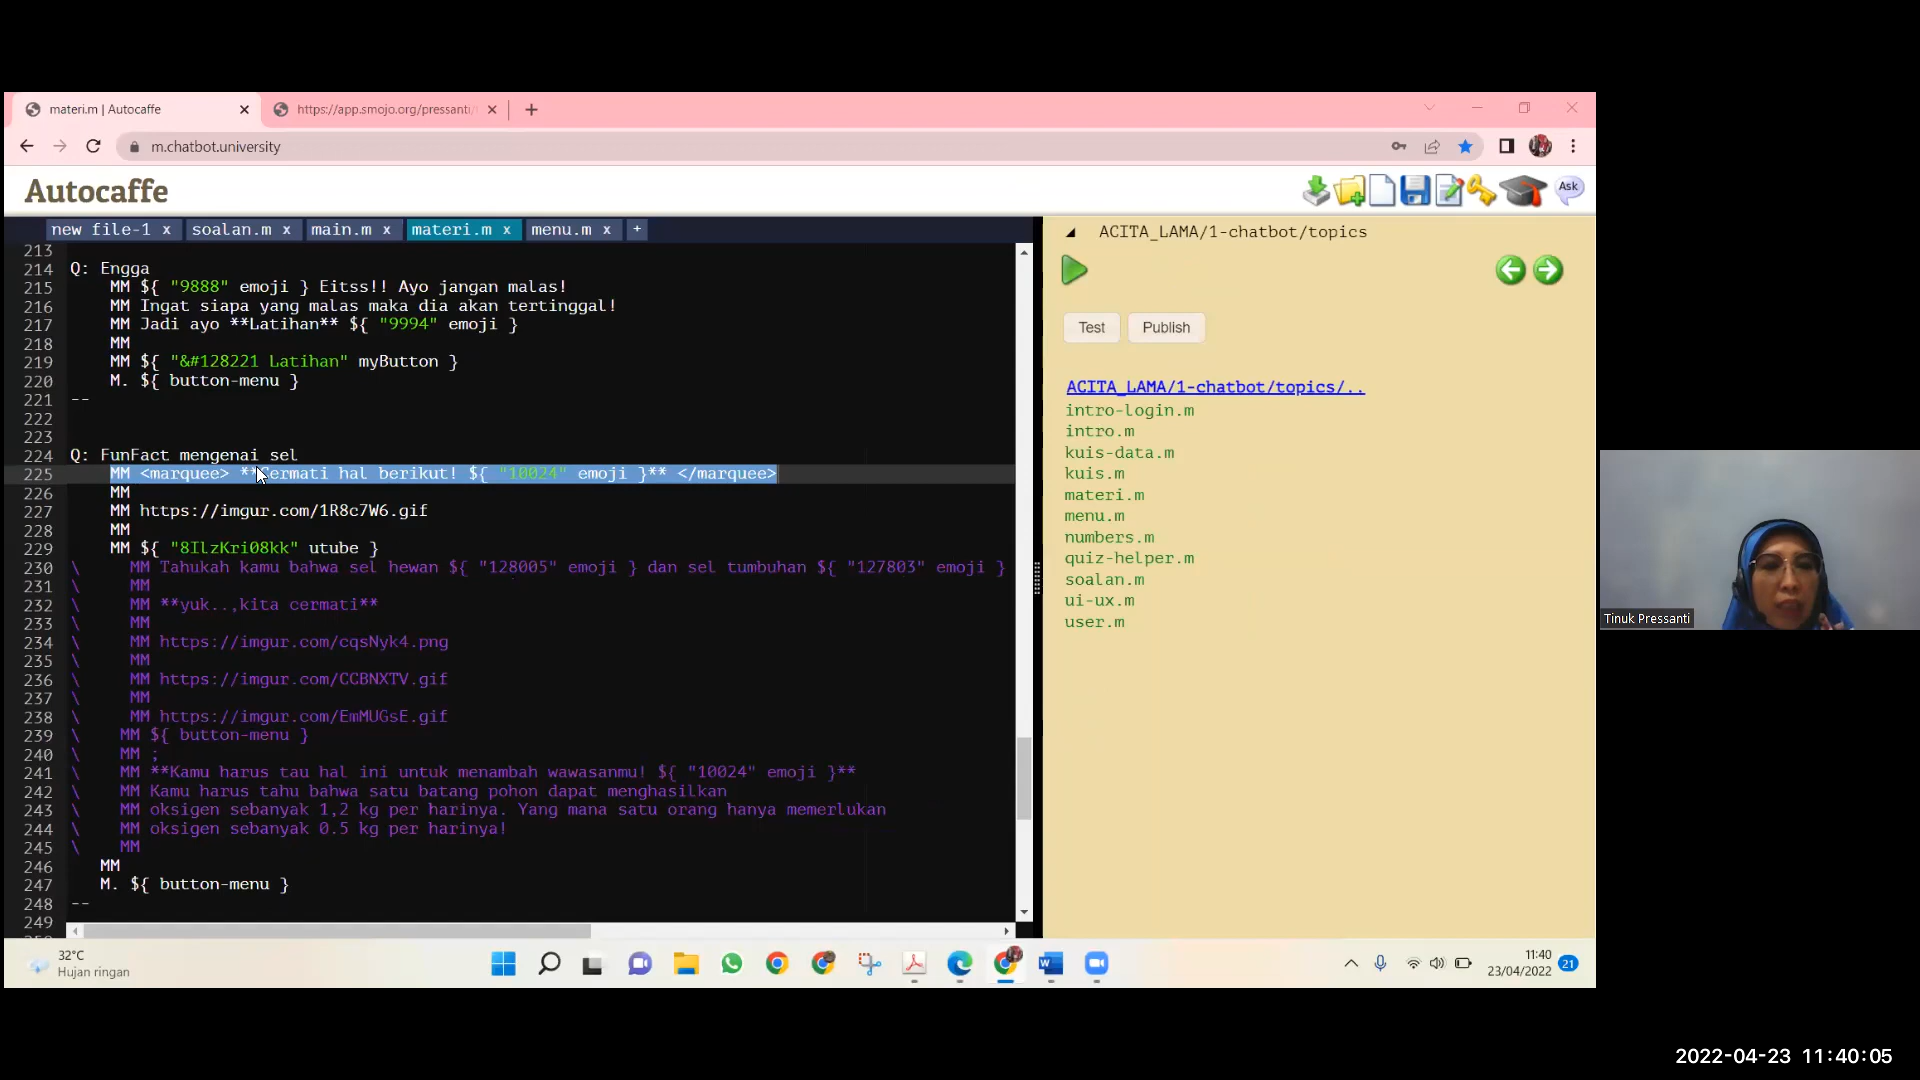 materi.m | Autocaffe
https://app.smojo.org/pressanti/
m.chatbot.university
Autocaffe
Ask
new file-1 x soalan.m x main.m x materi.m x menu.m x +
213
214 Q: Engga
215 MM ${ "9888" emoji } Eitss!! Ayo jangan malas!
216 MM Ingat siapa yang malas maka dia akan tertinggal!
217 MM Jadi ayo **Latihan** ${ "9994" emoji }
218 MM
219 MM ${ "&#128221 Latihan" myButton }
220 M. ${ button-menu }
221 --
222
223
224 Q: FunFact mengenai sel
225 MM <marquee> **Cermati hal berikut! ${ "10024" emoji }** </marquee>
226 MM
227 MM https://imgur.com/1R8c7W6.gif
228 MM
229 MM ${ "8IlzKri08kk" utube }
230 \ MM Tahukah kamu bahwa sel hewan ${ "128005" emoji } dan sel tumbuhan ${ "127803" emoji }
231 \ MM
232 \ MM **yuk..,kita cermati**
233 \ MM
234 \ MM https://imgur.com/cqsNyk4.png
235 \ MM
236 \ MM https://imgur.com/CCBNXTV.gif
237 \ MM
238 \ MM https://imgur.com/EmMUGsE.gif
239 \ MM ${ button-menu }
240 \ MM ;
241 \ MM **Kamu harus tau hal ini untuk menambah wawasanmu! ${ "10024" emoji }**
242 \ MM Kamu harus tahu bahwa satu batang pohon dapat menghasilkan
243 \ MM oksigen sebanyak 1,2 kg per harinya. Yang mana satu orang hanya memerlukan
244 \ MM oksigen sebanyak 0.5 kg per harinya!
245 \ MM
246 MM
247 M. ${ button-menu }
248 --
249
ACITA_LAMA/1-chatbot/topics
Test Publish
ACITA_LAMA/1-chatbot/topics/..
intro-login.m
intro.m
kuis-data.m
kuis.m
materi.m
menu.m
numbers.m
quiz-helper.m
soalan.m
ui-ux.m
user.m
Tinuk Pressanti
32°C
Hujan ringan
11:40
23/04/2022
21
2022-04-23 11:40:05